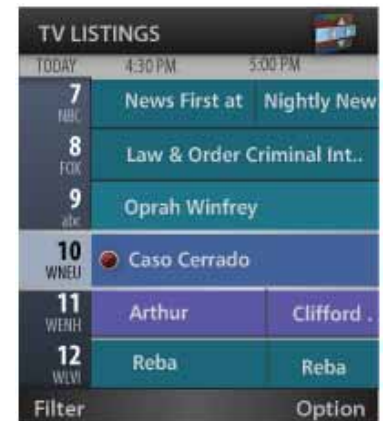 TV LISTINGS
TODAY 4:30 PM 5:00 PM
7 News First at Nightly New
NBC
8 Law & Order Criminal Int..
FOX
9 Oprah Winfrey
abc
10 Caso Cerrado
WNEU
11 Arthur Clifford .
WENH
12 Reba Reba
WLVI
Filter Option